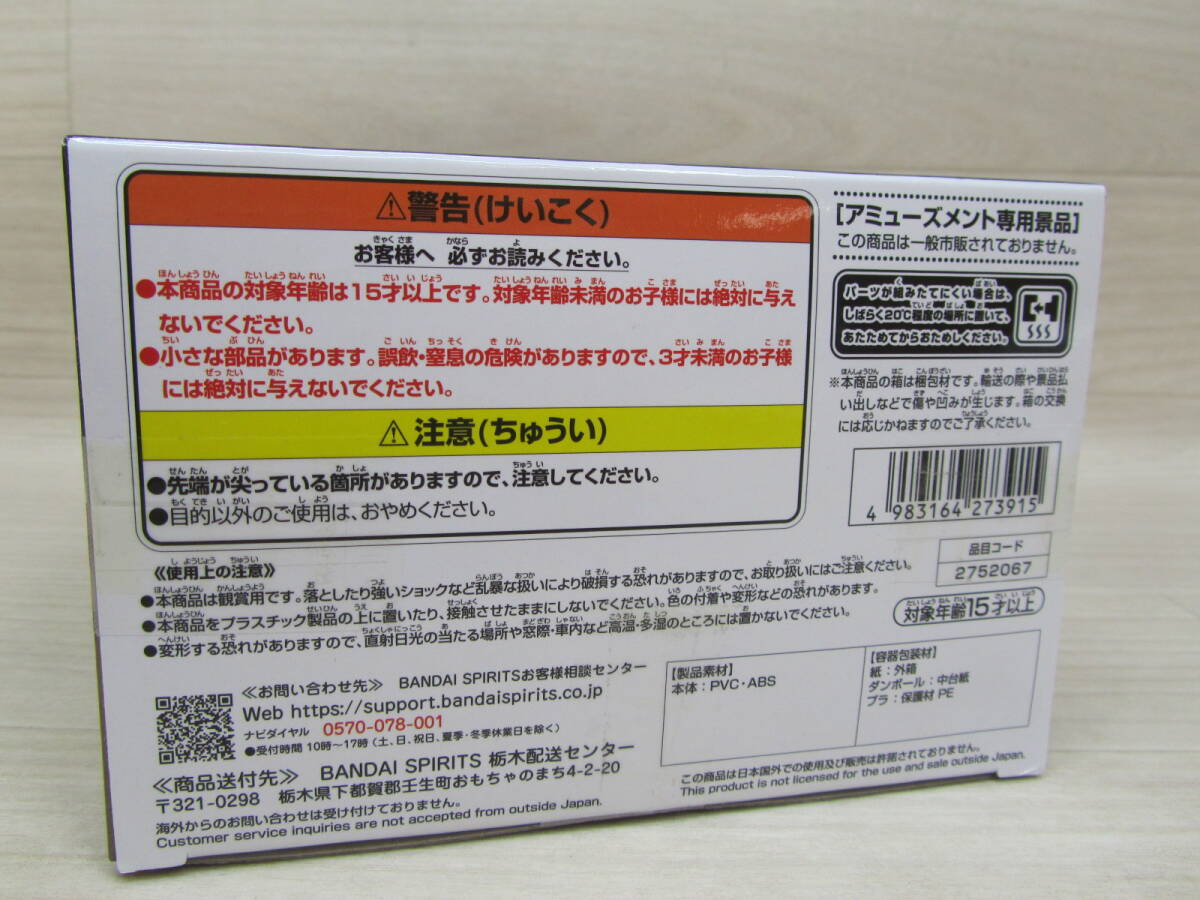 ⚠警告(けいこく)
お客様へ 必ずお読みください。
●本商品の対象年齢は15才以上です。対象年齢未満のお子様には絶対に与え
ないでください。
●小さな部品があります。誤飲・窒息の危険がありますので、3才未満のお子様
には絶対に与えないでください。
⚠注意(ちゅうい)
●先端が尖っている箇所がありますので、注意してください。
●目的以外のご使用は、おやめください。
《使用上の注意》
●本商品は観賞用です。落としたり強いショックなど乱暴な扱いにより破損する恐れがありますので、お取り扱いにはご注意ください。
●本商品をプラスチック製品の上に置いたり、接触させたままにしないでください。色の付着や変形などの恐れがあります。
●変形する恐れがありますので、直射日光の当たる場所や窓際・車内など高温・多湿のところには置かないでください。
≪お問い合わせ先≫ BANDAI SPIRITSお客様相談センター
Web https://support.bandaispirits.co.jp
ナビダイヤル 0570-078-001
●受付時間 10時〜17時(土、日、祝日、夏季・冬季休業日を除く)
≪商品送付先≫ BANDAI SPIRITS 栃木配送センター
〒321-0298 栃木県下都賀郡壬生町おもちゃのまち4-2-20
海外からのお問い合わせは受け付けておりません。
Customer service inquiries are not accepted from outside Japan.
[アミューズメント専用景品]
この商品は一般市販されておりません。
パーツが組みたてにくい場合は、
しばらく20℃程度の場所に置いて、
あたためてからおためしください。
※本商品の箱は梱包材です。輸送の際や景品払
い出しなどで傷や凹みが生じます。箱の交換
には応じかねますのでご了承ください。
4 983164 273915
品目コード
2752067
対象年齢15才以上
【製品素材】
本体：PVC・ABS
【容器包装材】
紙：外箱
ダンボール：中台紙
プラ：保護材 PE
この商品は日本国外での使用及び販売は許諾されておりません。
This product is not licensed for the use and sale outside Japan.